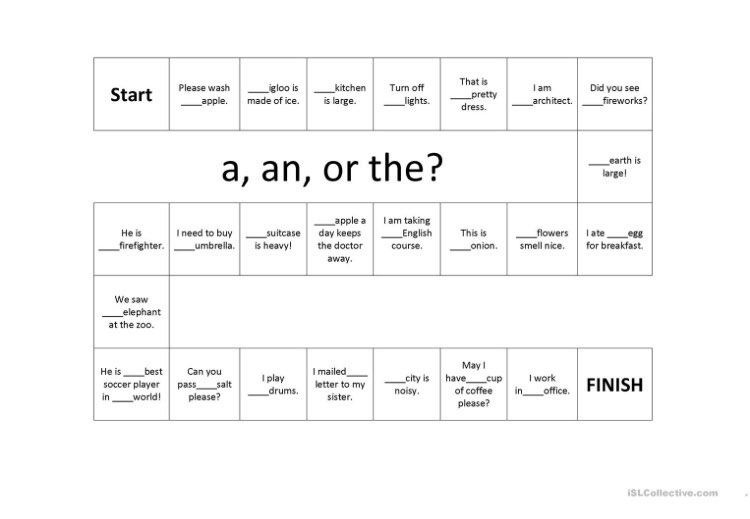 Start
Please wash
____apple.
____igloo is
made of ice.
____kitchen
is large.
Turn off
____lights.
That is
____pretty
dress.
I am
____architect.
Did you see
____fireworks?
a, an, or the?
____earth is
large!
He is
____firefighter.
I need to buy
____umbrella.
____suitcase
is heavy!
____apple a
day keeps
the doctor
away.
I am taking
____English
course.
This is
____onion.
____flowers
smell nice.
I ate ____egg
for breakfast.
We saw
____elephant
at the zoo.
He is ____best
soccer player
in ____world!
Can you
pass____salt
please?
I play
____drums.
I mailed____
letter to my
sister.
____city is
noisy.
May I
have____cup
of coffee
please?
I work
in____office.
FINISH
iSLCollective.com